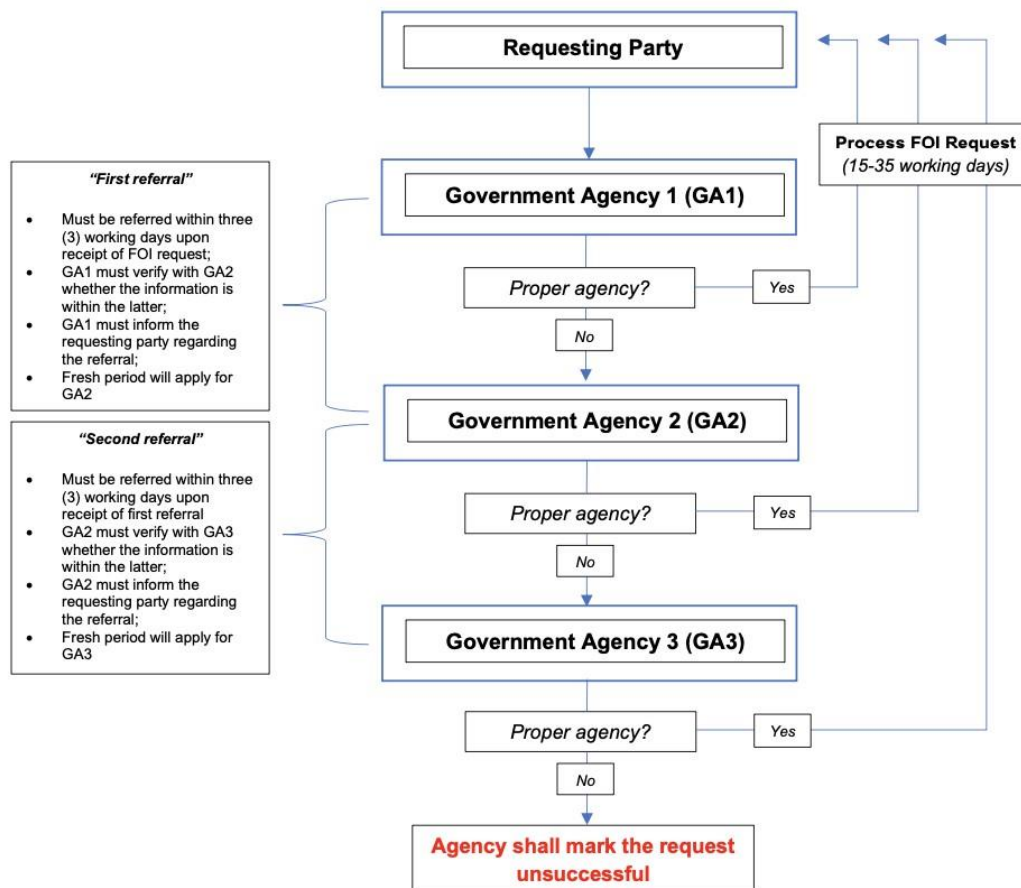 Requesting Party
Process FOI Request
(15-35 working days)
“First referral”
• Must be referred within three
(3) working days upon
receipt of FOI request;
• GA1 must verify with GA2
whether the information is
within the latter;
• GA1 must inform the
requesting party regarding
the referral;
• Fresh period will apply for
GA2
Government Agency 1 (GA1)
Proper agency?
Yes
No
Government Agency 2 (GA2)
“Second referral”
• Must be referred within three
(3) working days upon
receipt of first referral
• GA2 must verify with GA3
whether the information is
within the latter;
• GA2 must inform the
requesting party regarding
the referral;
• Fresh period will apply for
GA3
Proper agency?
Yes
No
Government Agency 3 (GA3)
Proper agency?
Yes
No
Agency shall mark the request
unsuccessful